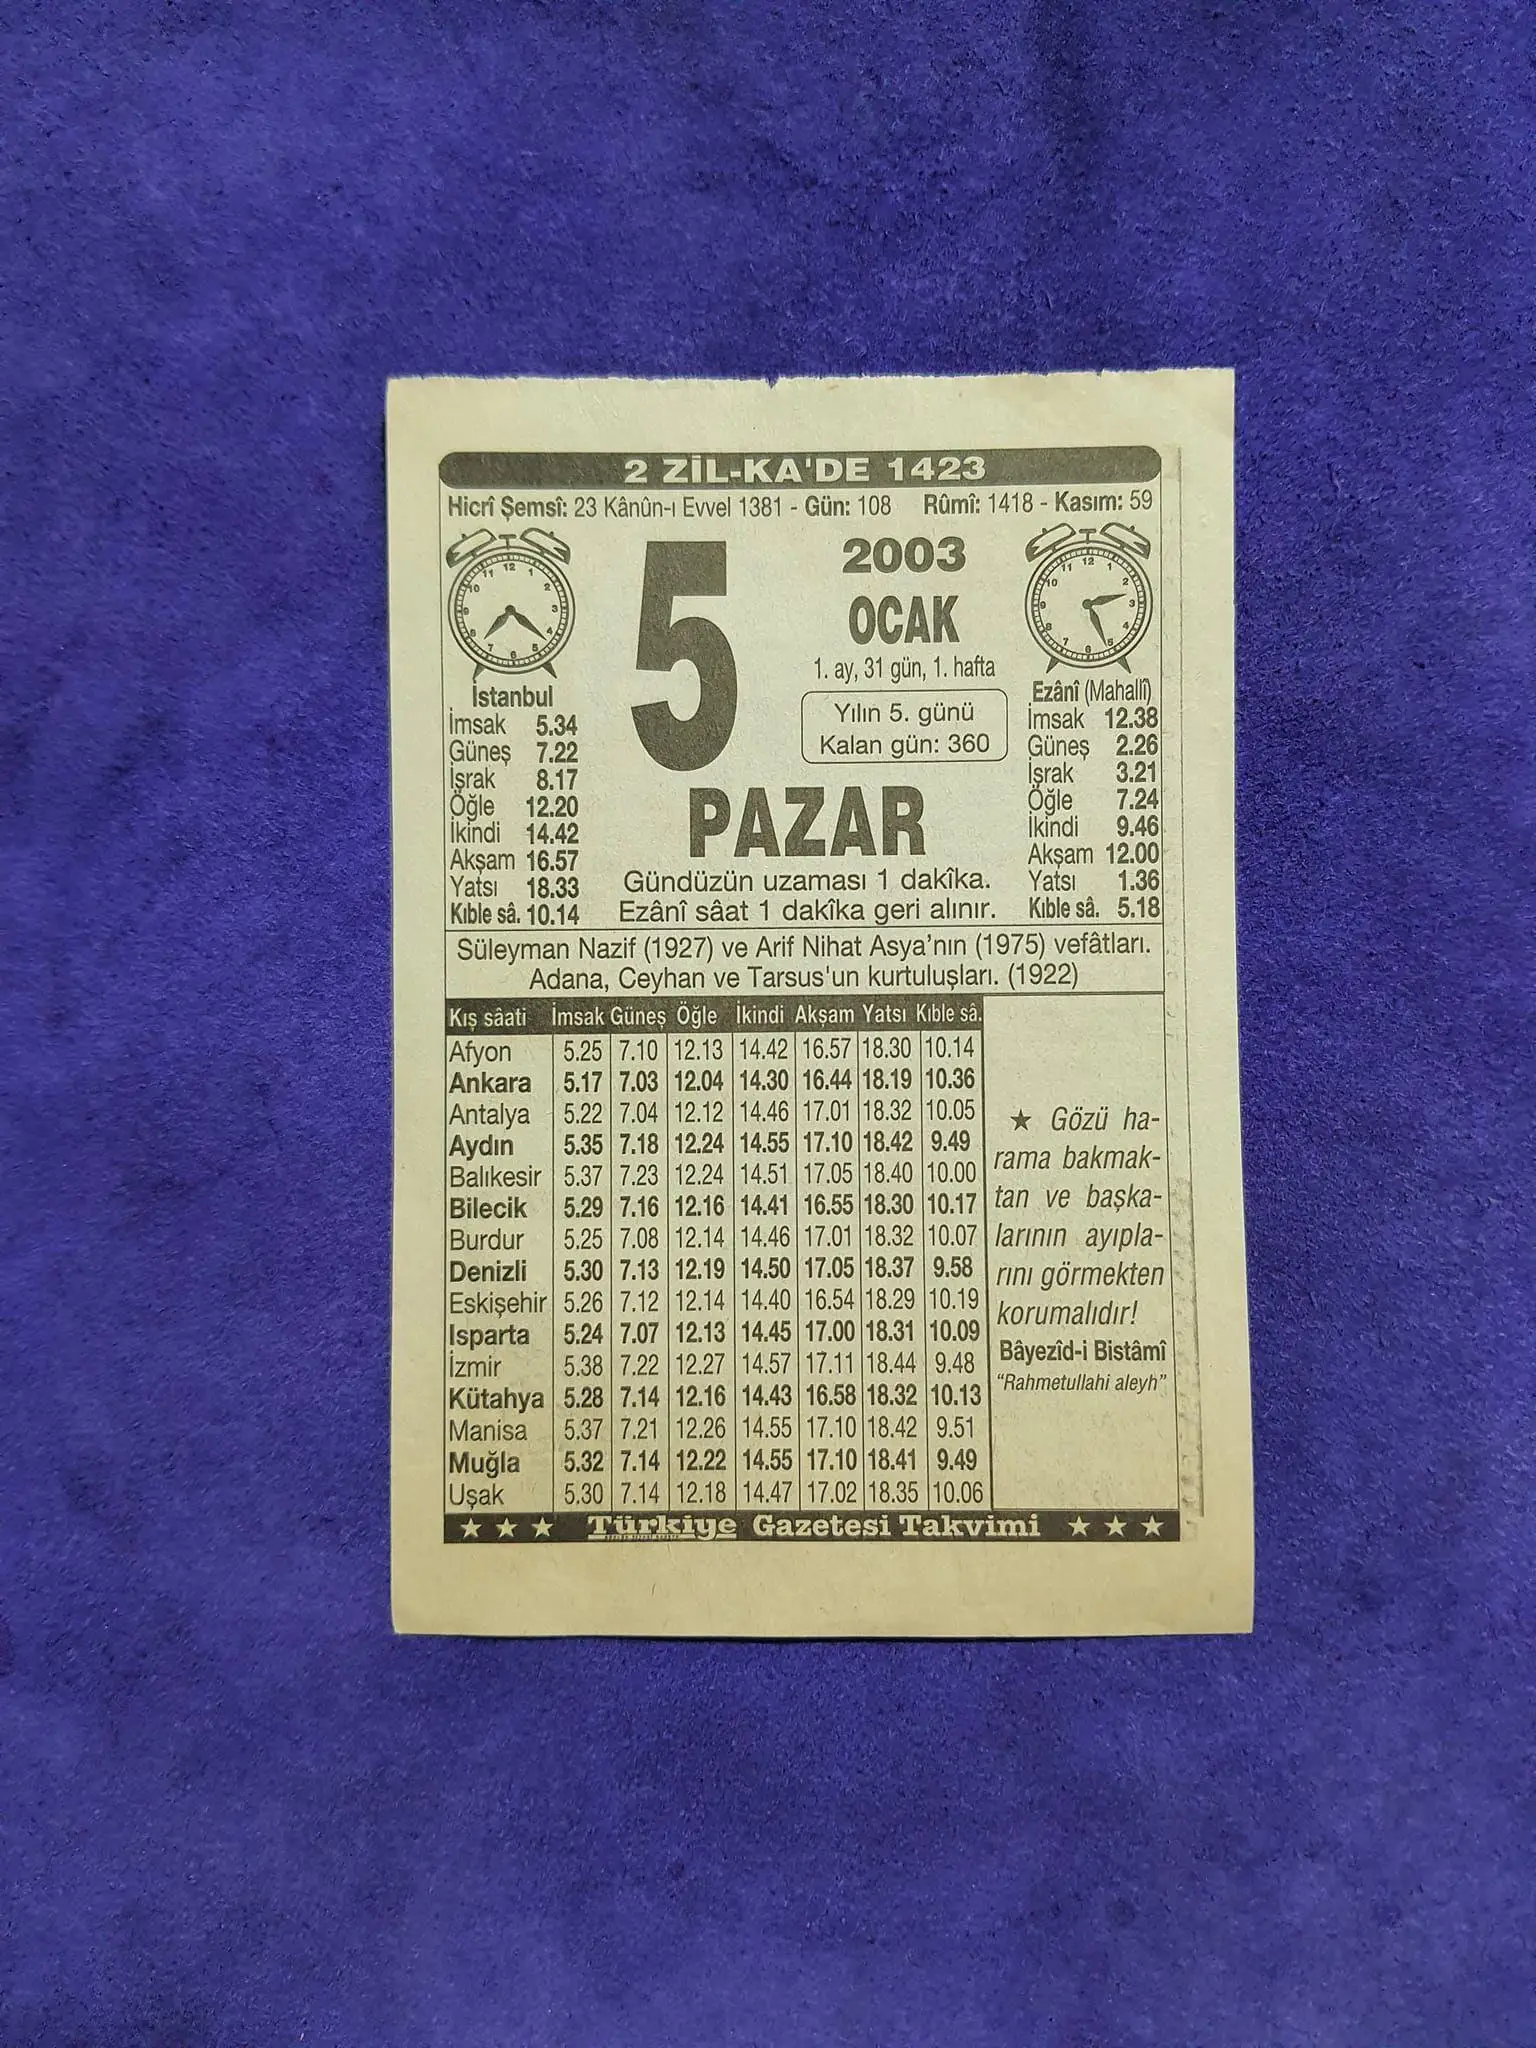 2 ZİL-KA'DE 1423
Hicrî Şemsî: 23 Kânûn-ı Evvel 1381 - Gün: 108 Rûmî: 1418 - Kasım: 59
5
2003
OCAK
1. ay, 31 gün, 1. hafta
Yılın 5. günü
Kalan gün: 360
PAZAR
Gündüzün uzaması 1 dakîka.
Ezânî sâat 1 dakîka geri alınır.
İstanbul
İmsak 5.34
Güneş 7.22
İşrak 8.17
Öğle 12.20
İkindi 14.42
Akşam 16.57
Yatsı 18.33
Kıble sâ. 10.14
Ezânî (Mahallî)
İmsak 12.38
Güneş 2.26
İşrak 3.21
Öğle 7.24
İkindi 9.46
Akşam 12.00
Yatsı 1.36
Kıble sâ. 5.18
Süleyman Nazif (1927) ve Arif Nihat Asya’nın (1975) vefâtları.
Adana, Ceyhan ve Tarsus'un kurtuluşları. (1922)
Kış sâati İmsak Güneş Öğle İkindi Akşam Yatsı Kıble sâ.
Afyon 5.25 7.10 12.13 14.42 16.57 18.30 10.14
Ankara 5.17 7.03 12.04 14.30 16.44 18.19 10.36
Antalya 5.22 7.04 12.12 14.46 17.01 18.32 10.05
Aydın 5.35 7.18 12.24 14.55 17.10 18.42 9.49
Balıkesir 5.37 7.23 12.24 14.51 17.05 18.40 10.00
Bilecik 5.29 7.16 12.16 14.41 16.55 18.30 10.17
Burdur 5.25 7.08 12.14 14.46 17.01 18.32 10.07
Denizli 5.30 7.13 12.19 14.50 17.05 18.37 9.58
Eskişehir 5.26 7.12 12.14 14.40 16.54 18.29 10.19
Isparta 5.24 7.07 12.13 14.45 17.00 18.31 10.09
İzmir 5.38 7.22 12.27 14.57 17.11 18.44 9.48
Kütahya 5.28 7.14 12.16 14.43 16.58 18.32 10.13
Manisa 5.37 7.21 12.26 14.55 17.10 18.42 9.51
Muğla 5.32 7.14 12.22 14.55 17.10 18.41 9.49
Uşak 5.30 7.14 12.18 14.47 17.02 18.35 10.06
★ Gözü ha-
rama bakmak-
tan ve başka-
larının ayıpla-
rını görmekten
korumalıdır!
Bâyezîd-i Bistâmî
“Rahmetullahi aleyh”
★ ★ ★ Türkiye Gazetesi Takvimi ★ ★ ★